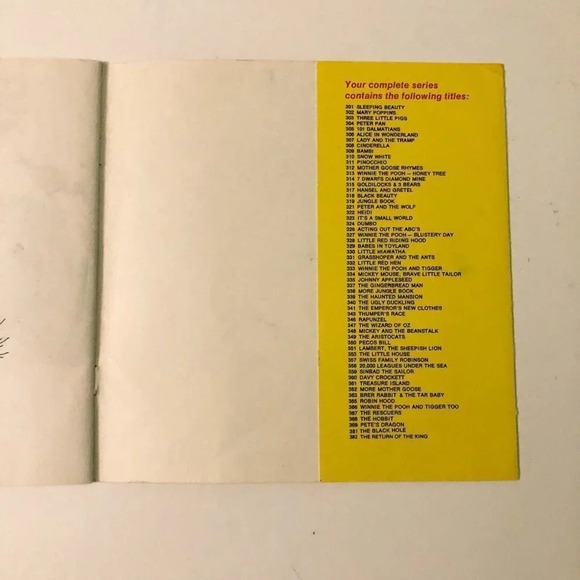 Your complete series
contains the following titles:
301 SLEEPING BEAUTY
302 MARY POPPINS
303 THREE LITTLE PIGS
304 PETER PAN
305 101 DALMATIANS
306 ALICE IN WONDERLAND
307 LADY AND THE TRAMP
308 CINDERELLA
309 BAMBI
310 SNOW WHITE
311 PINOCCHIO
312 MOTHER GOOSE RHYMES
313 WINNIE THE POOH – HONEY TREE
314 7 DWARFS DIAMOND MINE
315 GOLDILOCKS & 3 BEARS
317 HANSEL AND GRETEL
318 BLACK BEAUTY
319 JUNGLE BOOK
321 PETER AND THE WOLF
322 HEIDI
323 IT'S A SMALL WORLD
324 DUMBO
326 ACTING OUT THE ABC'S
327 WINNIE THE POOH – BLUSTERY DAY
328 LITTLE RED RIDING HOOD
329 BABES IN TOYLAND
330 LITTLE HIAWATHA
331 GRASSHOPER AND THE ANTS
332 LITTLE RED HEN
333 WINNIE THE POOH AND TIGGER
334 MICKEY MOUSE, BRAVE LITTLE TAILOR
335 JOHNNY APPLESEED
337 THE GINGERBREAD MAN
338 MORE JUNGLE BOOK
339 THE HAUNTED MANSION
340 THE UGLY DUCKLING
341 THE EMPEROR'S NEW CLOTHES
343 THUMPER'S RACE
346 RAPUNZEL
347 THE WIZARD OF OZ
348 MICKEY AND THE BEANSTALK
349 THE ARISTOCATS
350 PECOS BILL
351 LAMBERT, THE SHEEPISH LION
353 THE LITTLE HOUSE
357 SWISS FAMILY ROBINSON
358 20,000 LEAGUES UNDER THE SEA
359 SINBAD THE SAILOR
360 DAVY CROCKETT
361 TREASURE ISLAND
362 MORE MOTHER GOOSE
363 BRER RABBIT & THE TAR BABY
365 ROBIN HOOD
366 WINNIE THE POOH AND TIGGER TOO
367 THE RESCUERS
368 THE HOBBIT
369 PETE'S DRAGON
381 THE BLACK HOLE
382 THE RETURN OF THE KING